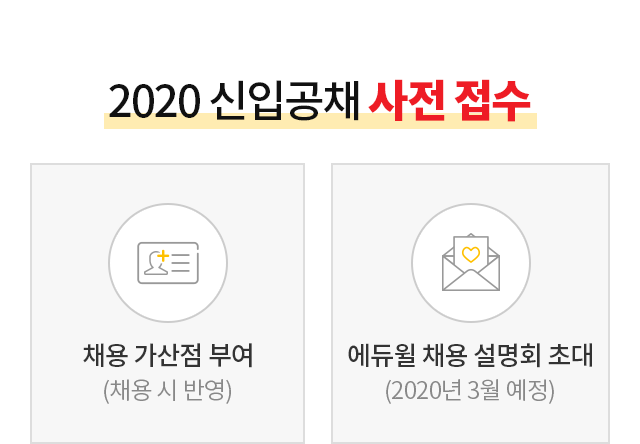 2020 신입공채 사전 접수
채용 가산점 부여
(채용 시 반영)
에듀윌 채용 설명회 초대
(2020년 3월 예정)